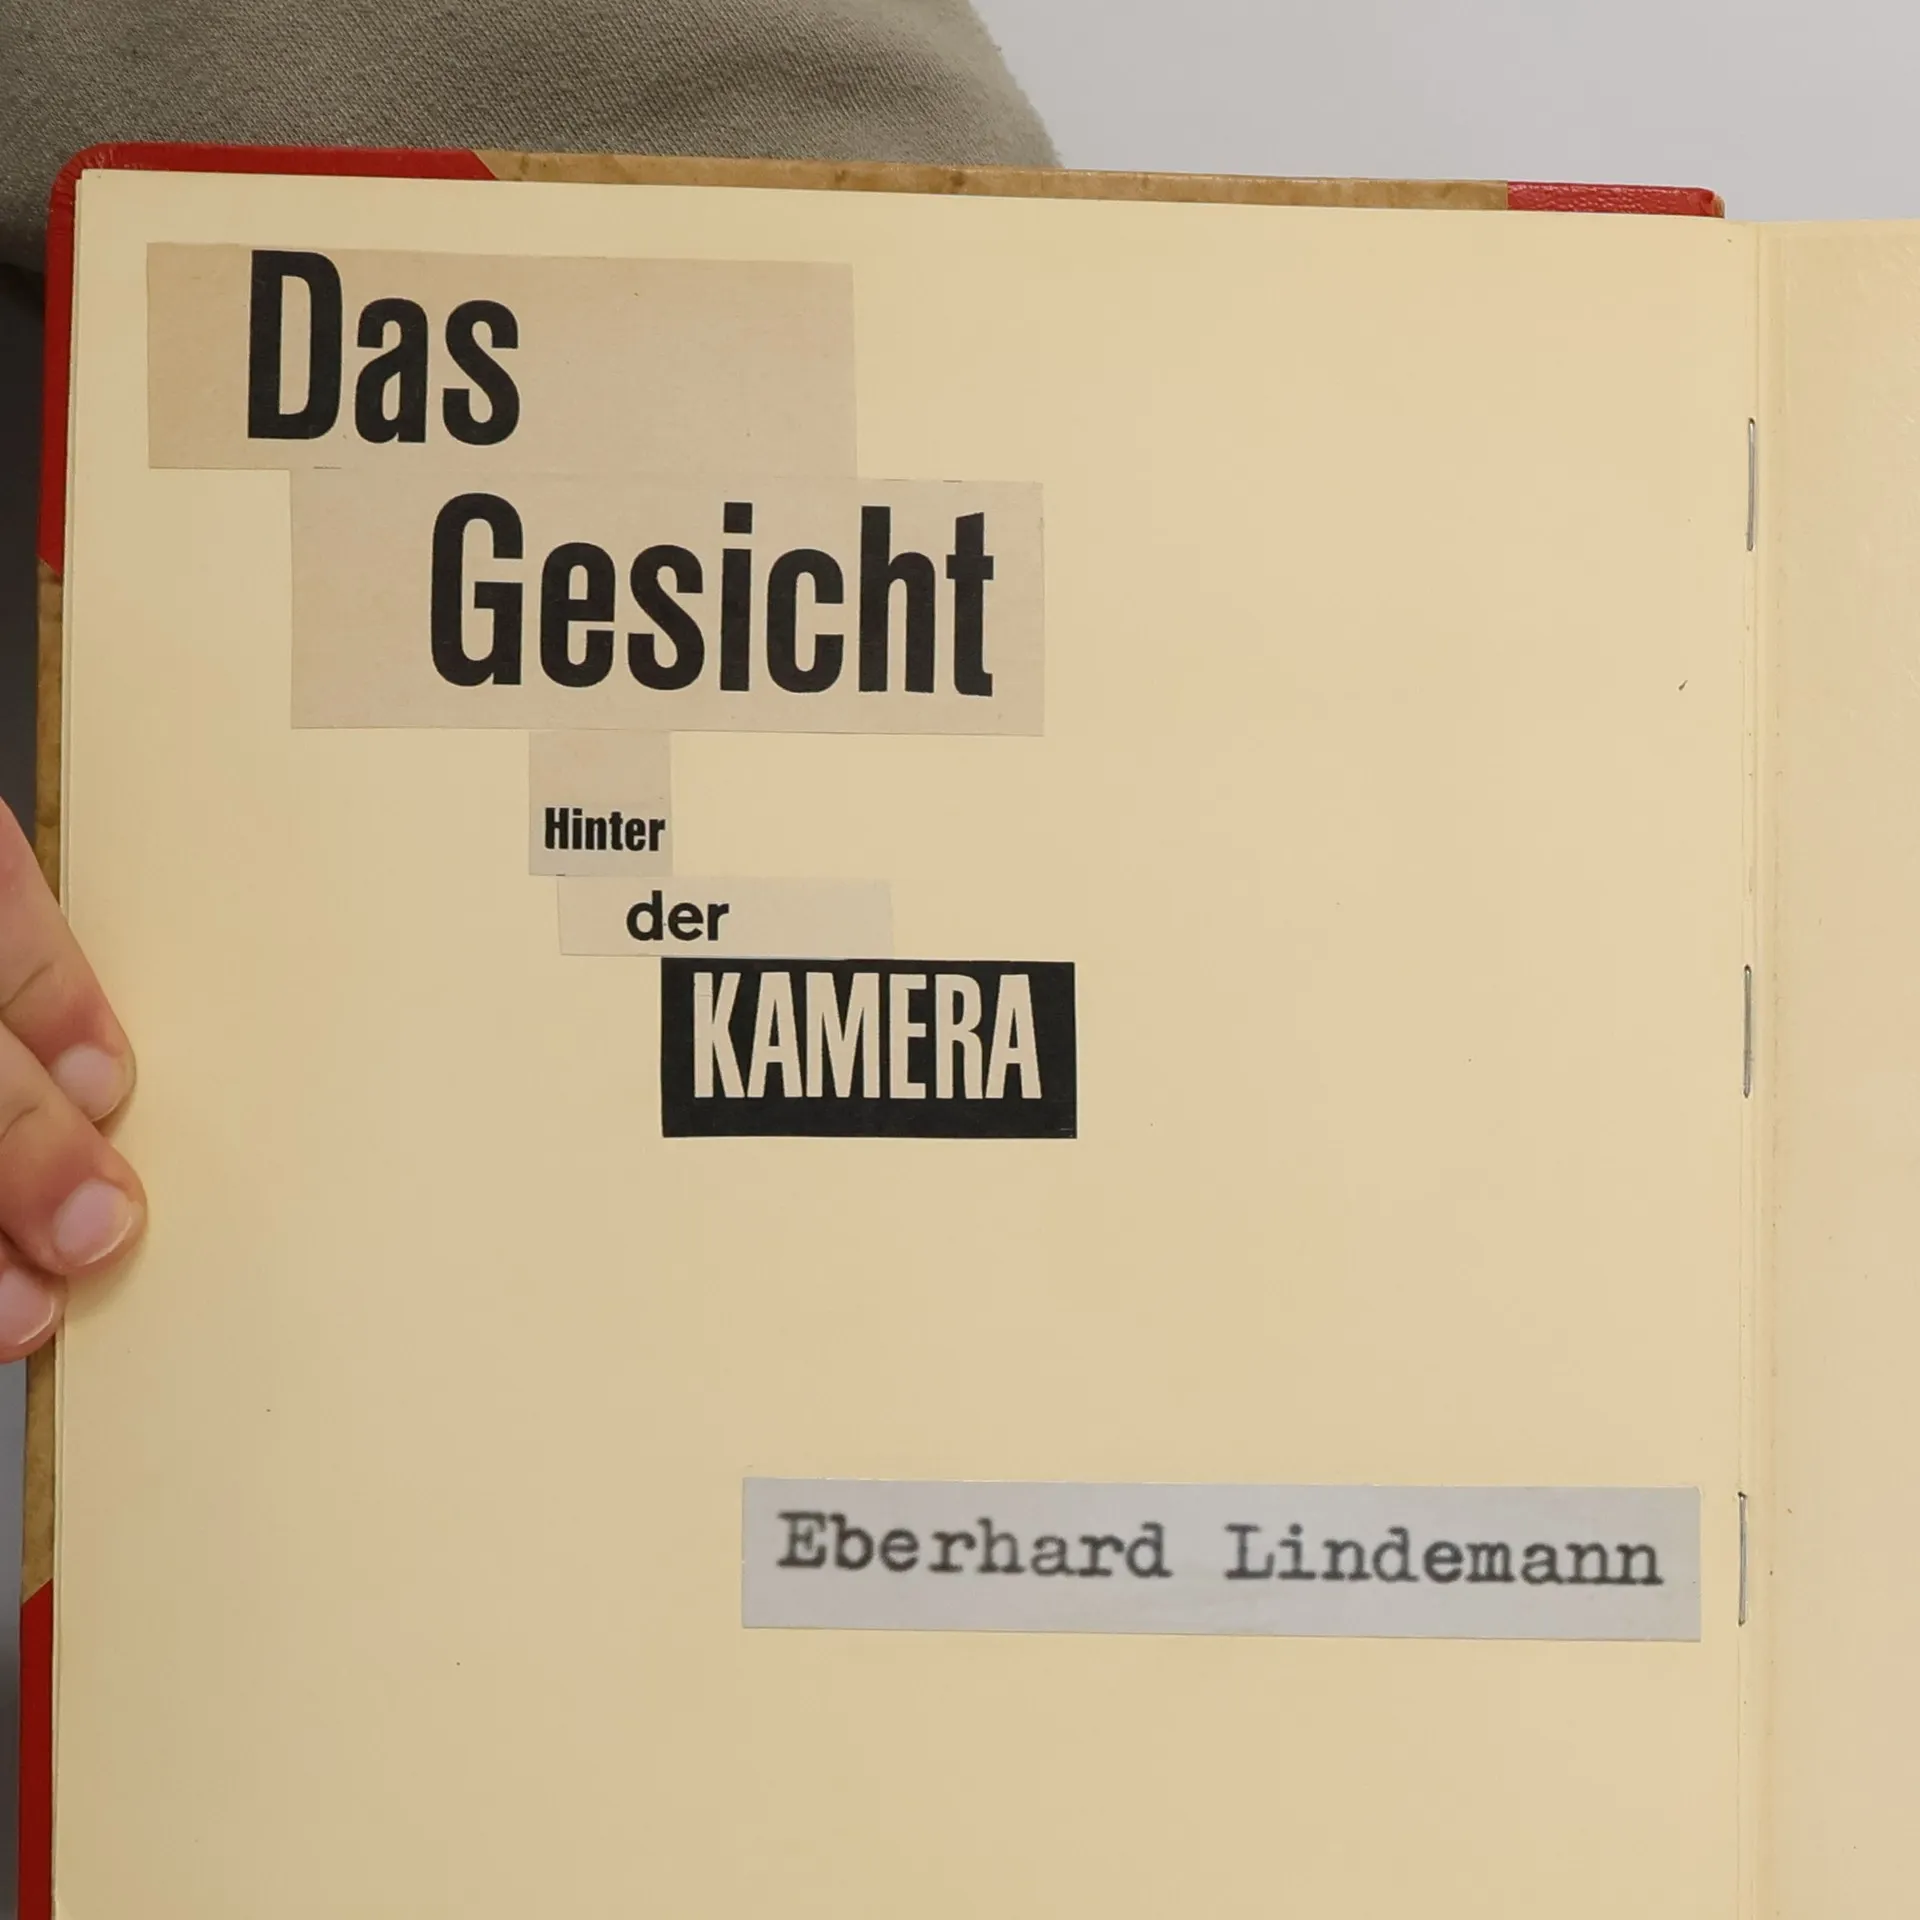 Das
Gesicht
Hinter
der
KAMERA
Eberhard Lindemann